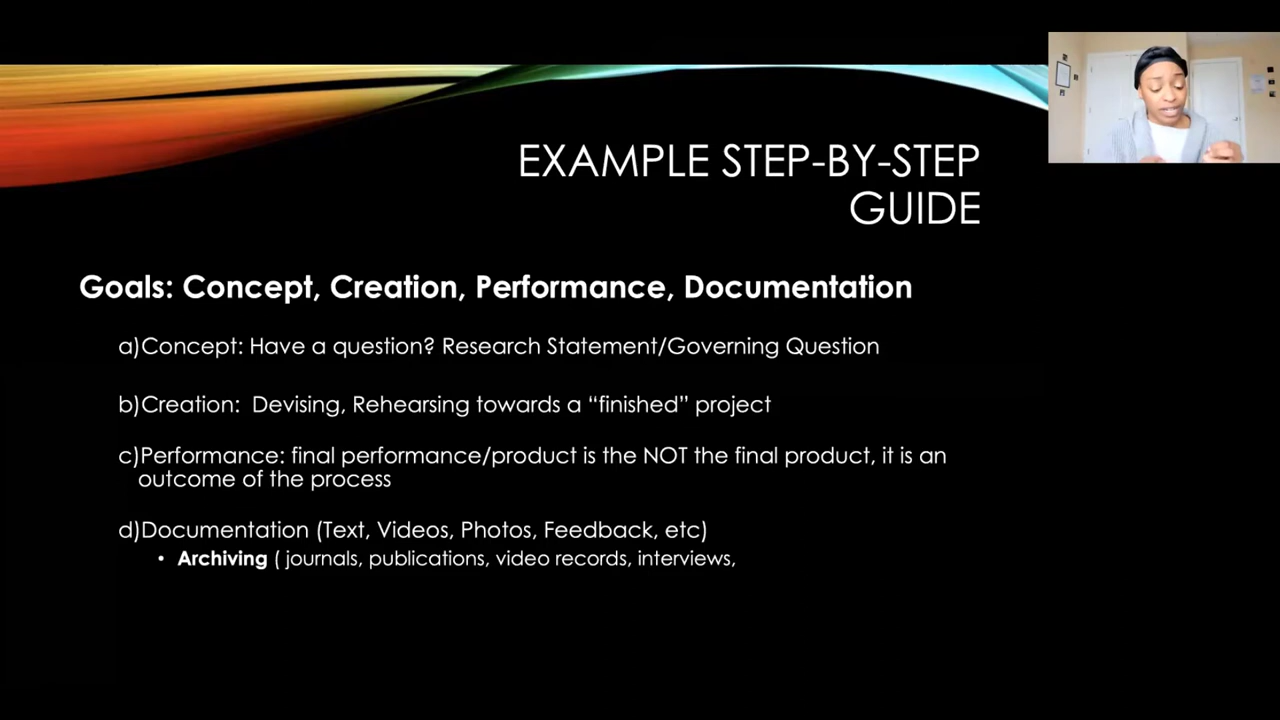 EXAMPLE STEP-BY-STEP
GUIDE
Goals: Concept, Creation, Performance, Documentation
a)Concept: Have a question? Research Statement/Governing Question
b)Creation:  Devising, Rehearsing towards a “finished” project
c)Performance: final performance/product is the NOT the final product, it is an
outcome of the process
d)Documentation (Text, Videos, Photos, Feedback, etc)
• Archiving ( journals, publications, video records, interviews,